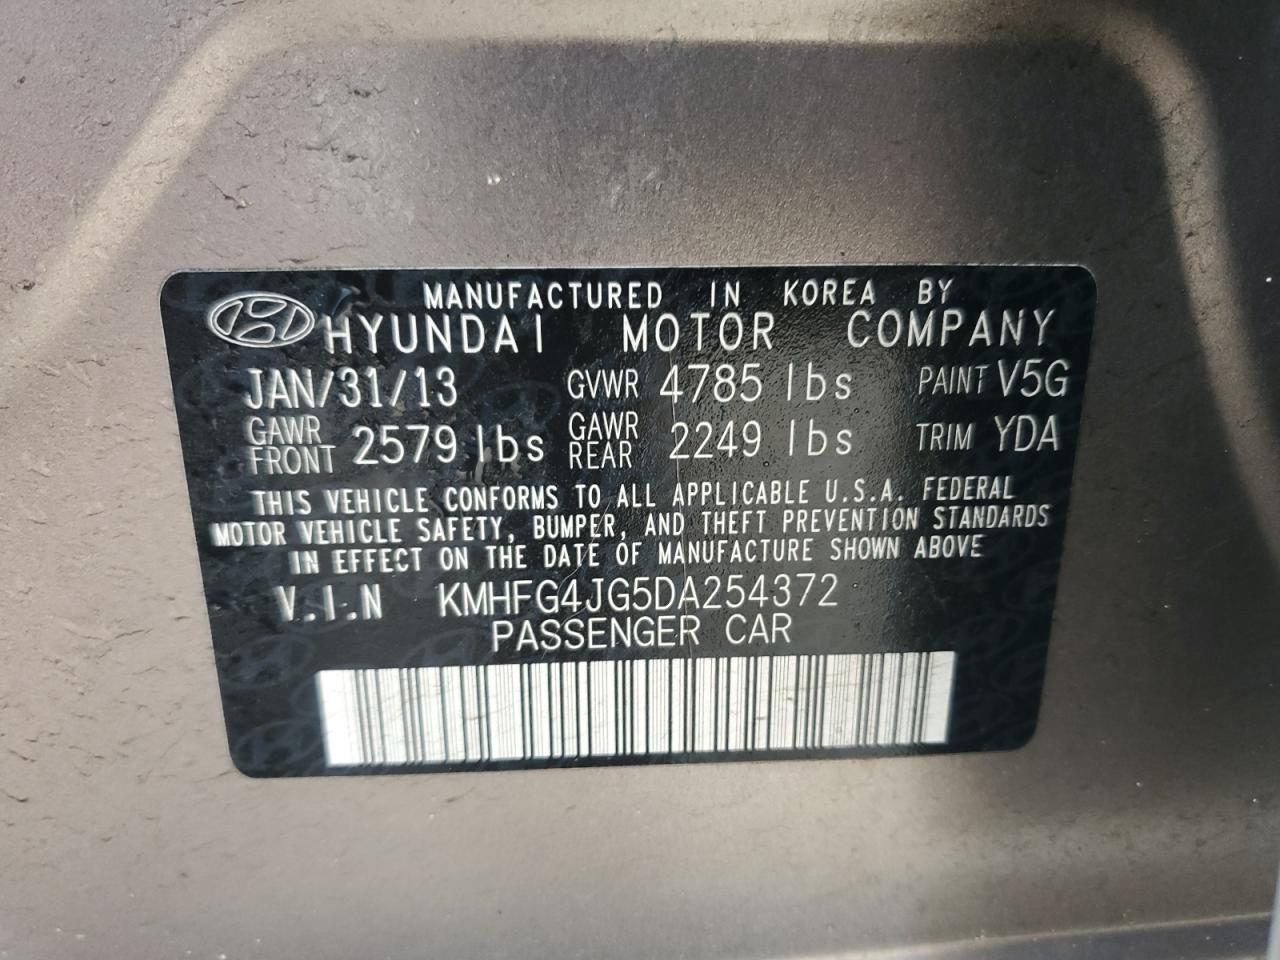 MANUFACTURED IN KOREA BY
HYUNDAI MOTOR COMPANY
JAN/31/13 GVWR 4785 lbs PAINT V5G
GAWR FRONT 2579 lbs GAWR REAR 2249 lbs TRIM YDA
THIS VEHICLE CONFORMS TO ALL APPLICABLE U.S.A. FEDERAL
MOTOR VEHICLE SAFETY, BUMPER, AND THEFT PREVENTION STANDARDS
IN EFFECT ON THE DATE OF MANUFACTURE SHOWN ABOVE
V.I.N KMHFG4JG5DA254372
PASSENGER CAR